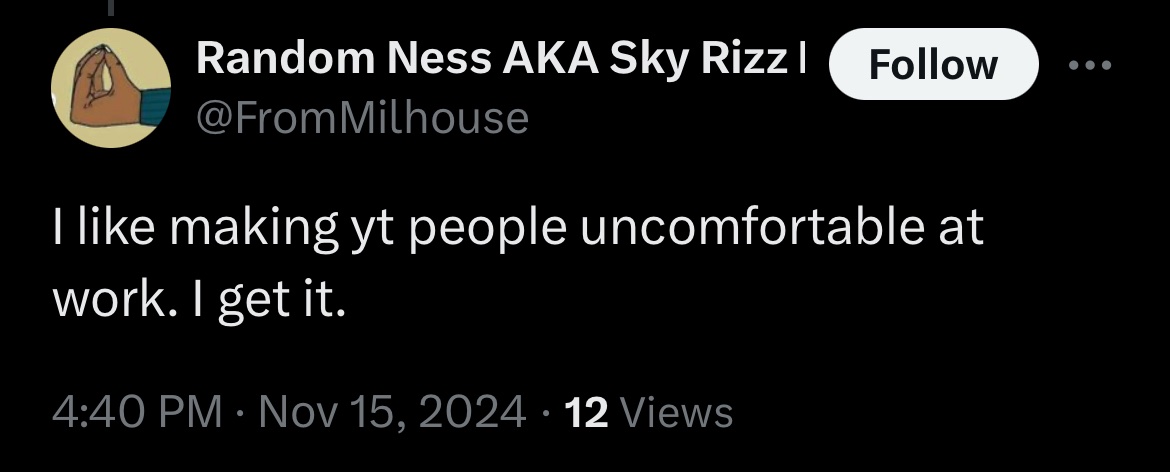 Random Ness AKA Sky Rizz
Follow
@FromMilhouse
I like making yt people uncomfortable at
work. I get it.
4:40 PM · Nov 15, 2024 · 12 Views